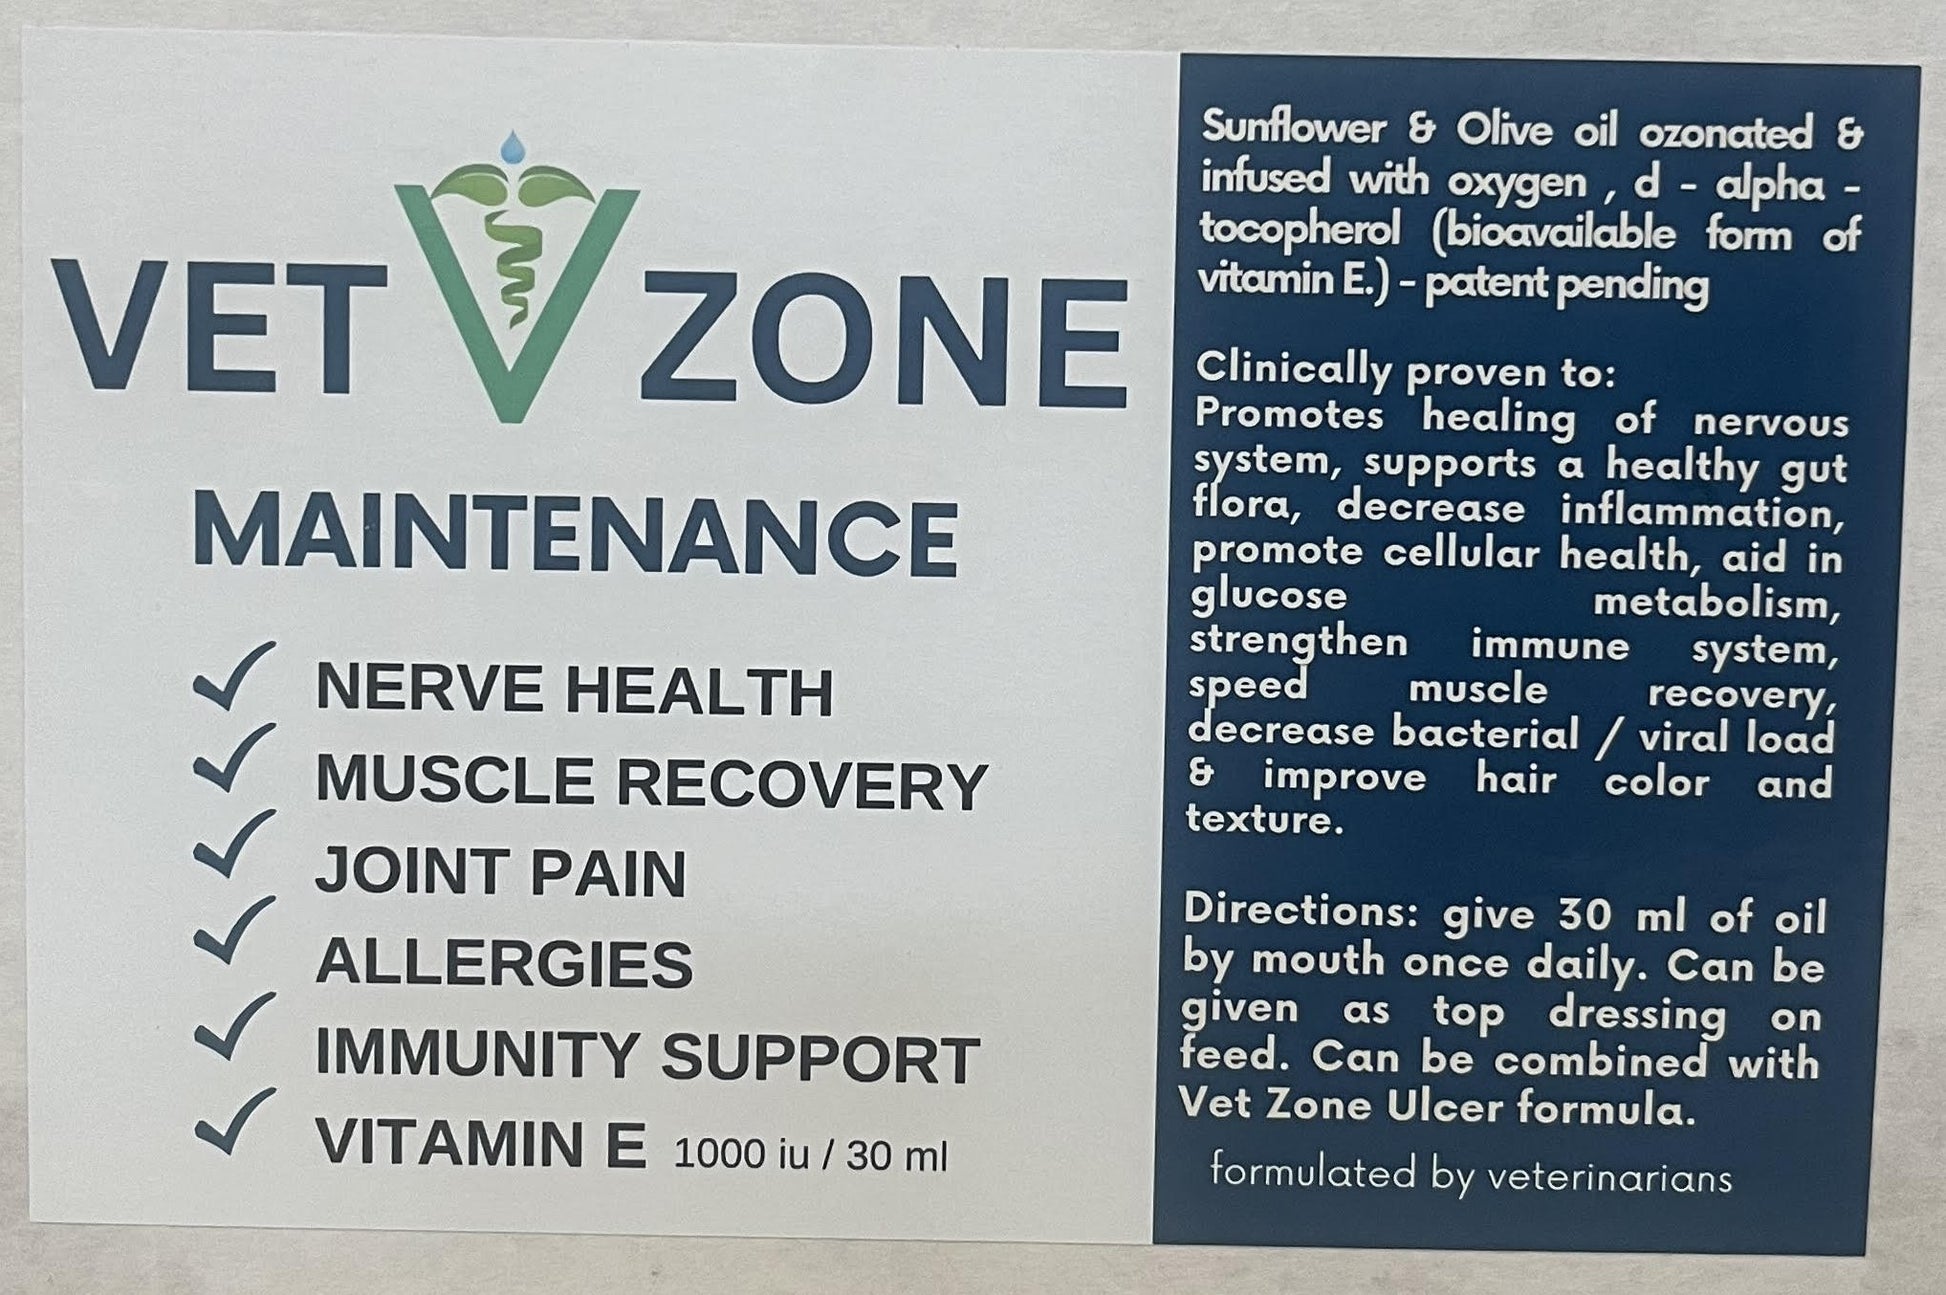 VET ZONE
MAINTENANCE
NERVE HEALTH
MUSCLE RECOVERY
JOINT PAIN
ALLERGIES
IMMUNITY SUPPORT
VITAMIN E 1000 iu / 30 ml
Sunflower & Olive oil ozonated &
infused with oxygen , d - alpha -
tocopherol (bioavailable form of
vitamin E.) - patent pending
Clinically proven to:
Promotes healing of nervous
system, supports a healthy gut
flora, decrease inflammation,
promote cellular health, aid in
glucose metabolism,
strengthen immune system,
speed muscle recovery,
decrease bacterial / viral load
& improve hair color and
texture.
Directions: give 30 ml of oil
by mouth once daily. Can be
given as top dressing on
feed. Can be combined with
Vet Zone Ulcer formula.
formulated by veterinarians